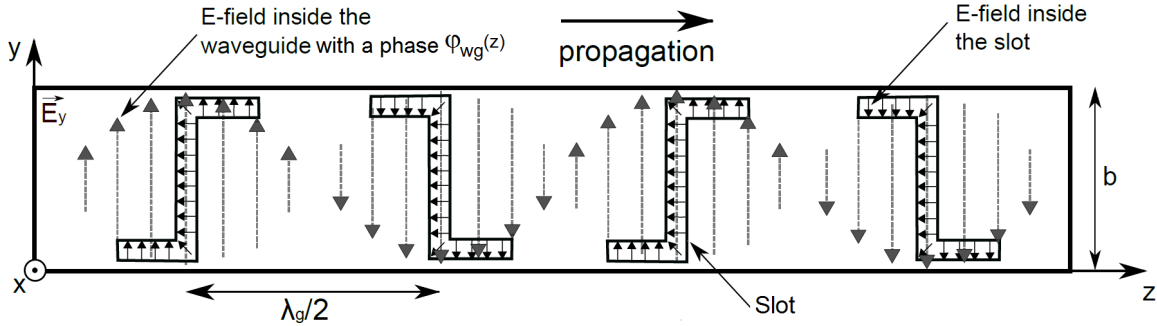 E-field inside the
waveguide with a phase φwg(z)
propagation
E-field inside
the slot
y
Ey
b
x
λg/2
Slot
z